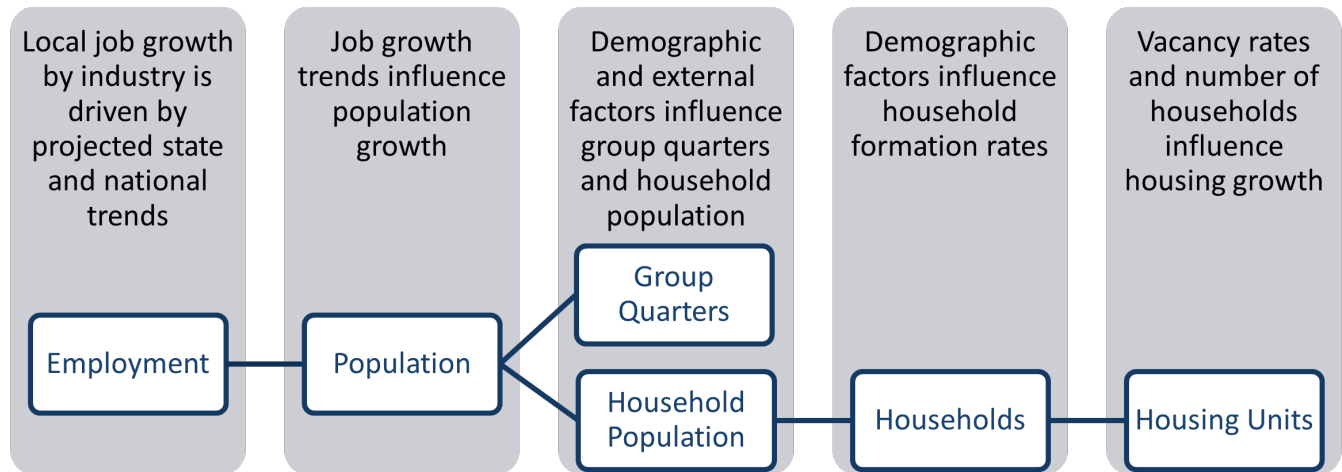 Local job growth
by industry is
driven by
projected state
and national
trends
Employment
Job growth
trends influence
population
growth
Population
Demographic
and external
factors influence
group quarters
and household
population
Group
Quarters
Household
Population
Demographic
factors influence
household
formation rates
Households
Vacancy rates
and number of
households
influence
housing growth
Housing Units